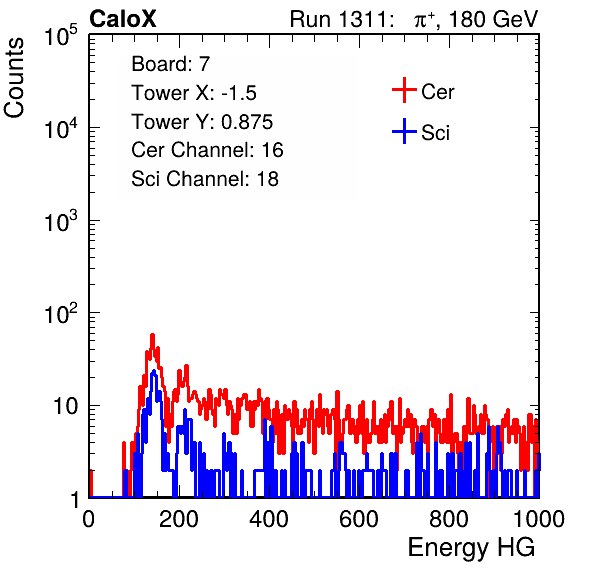 CaloX Run 1311: π⁺, 180 GeV
Counts
10⁵
10⁴
10³
10²
10
1
Board: 7
Tower X: -1.5
Tower Y: 0.875
Cer Channel: 16
Sci Channel: 18
Cer
Sci
0 200 400 600 800 1000
Energy HG